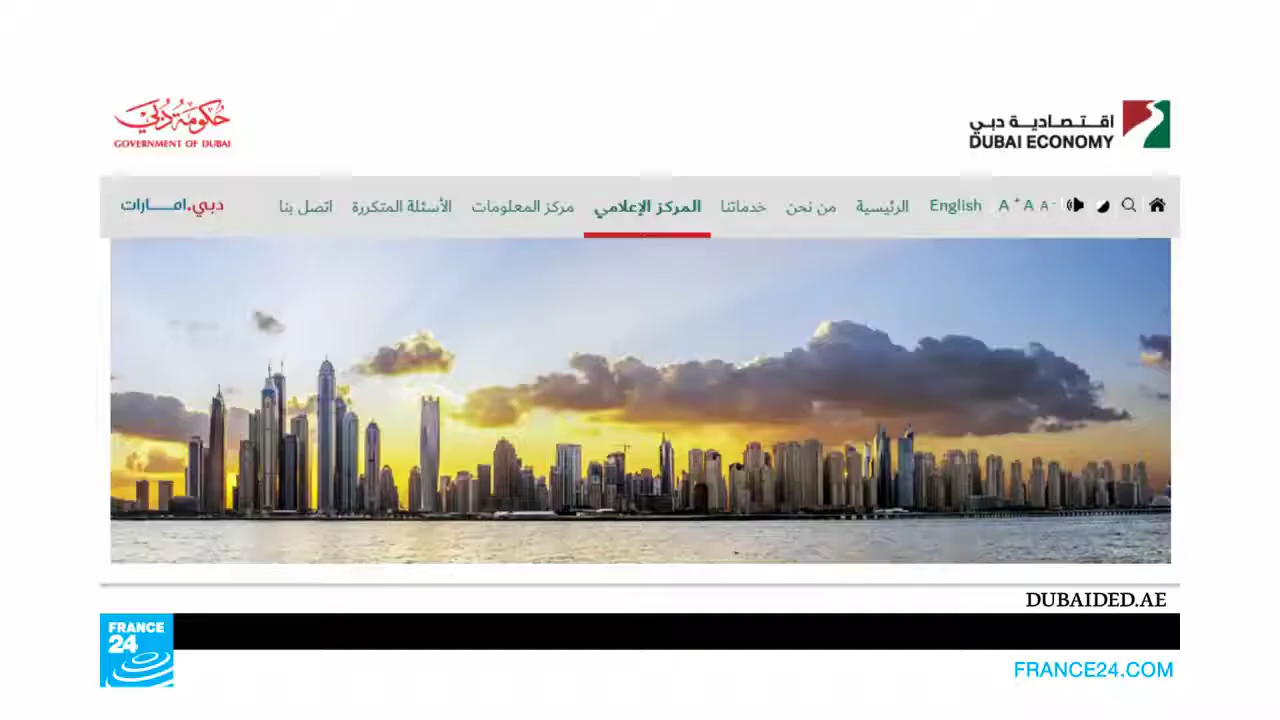 حكومة دبي
GOVERNMENT OF DUBAI
اقتصادية دبي
DUBAI ECONOMY
English A+ A A- الرئيسية من نحن خدماتنا المركز الإعلامي مركز المعلومات الأسئلة المتكررة اتصل بنا دبي.امـــارات
DUBAIDED.AE
FRANCE
24
FRANCE24.COM